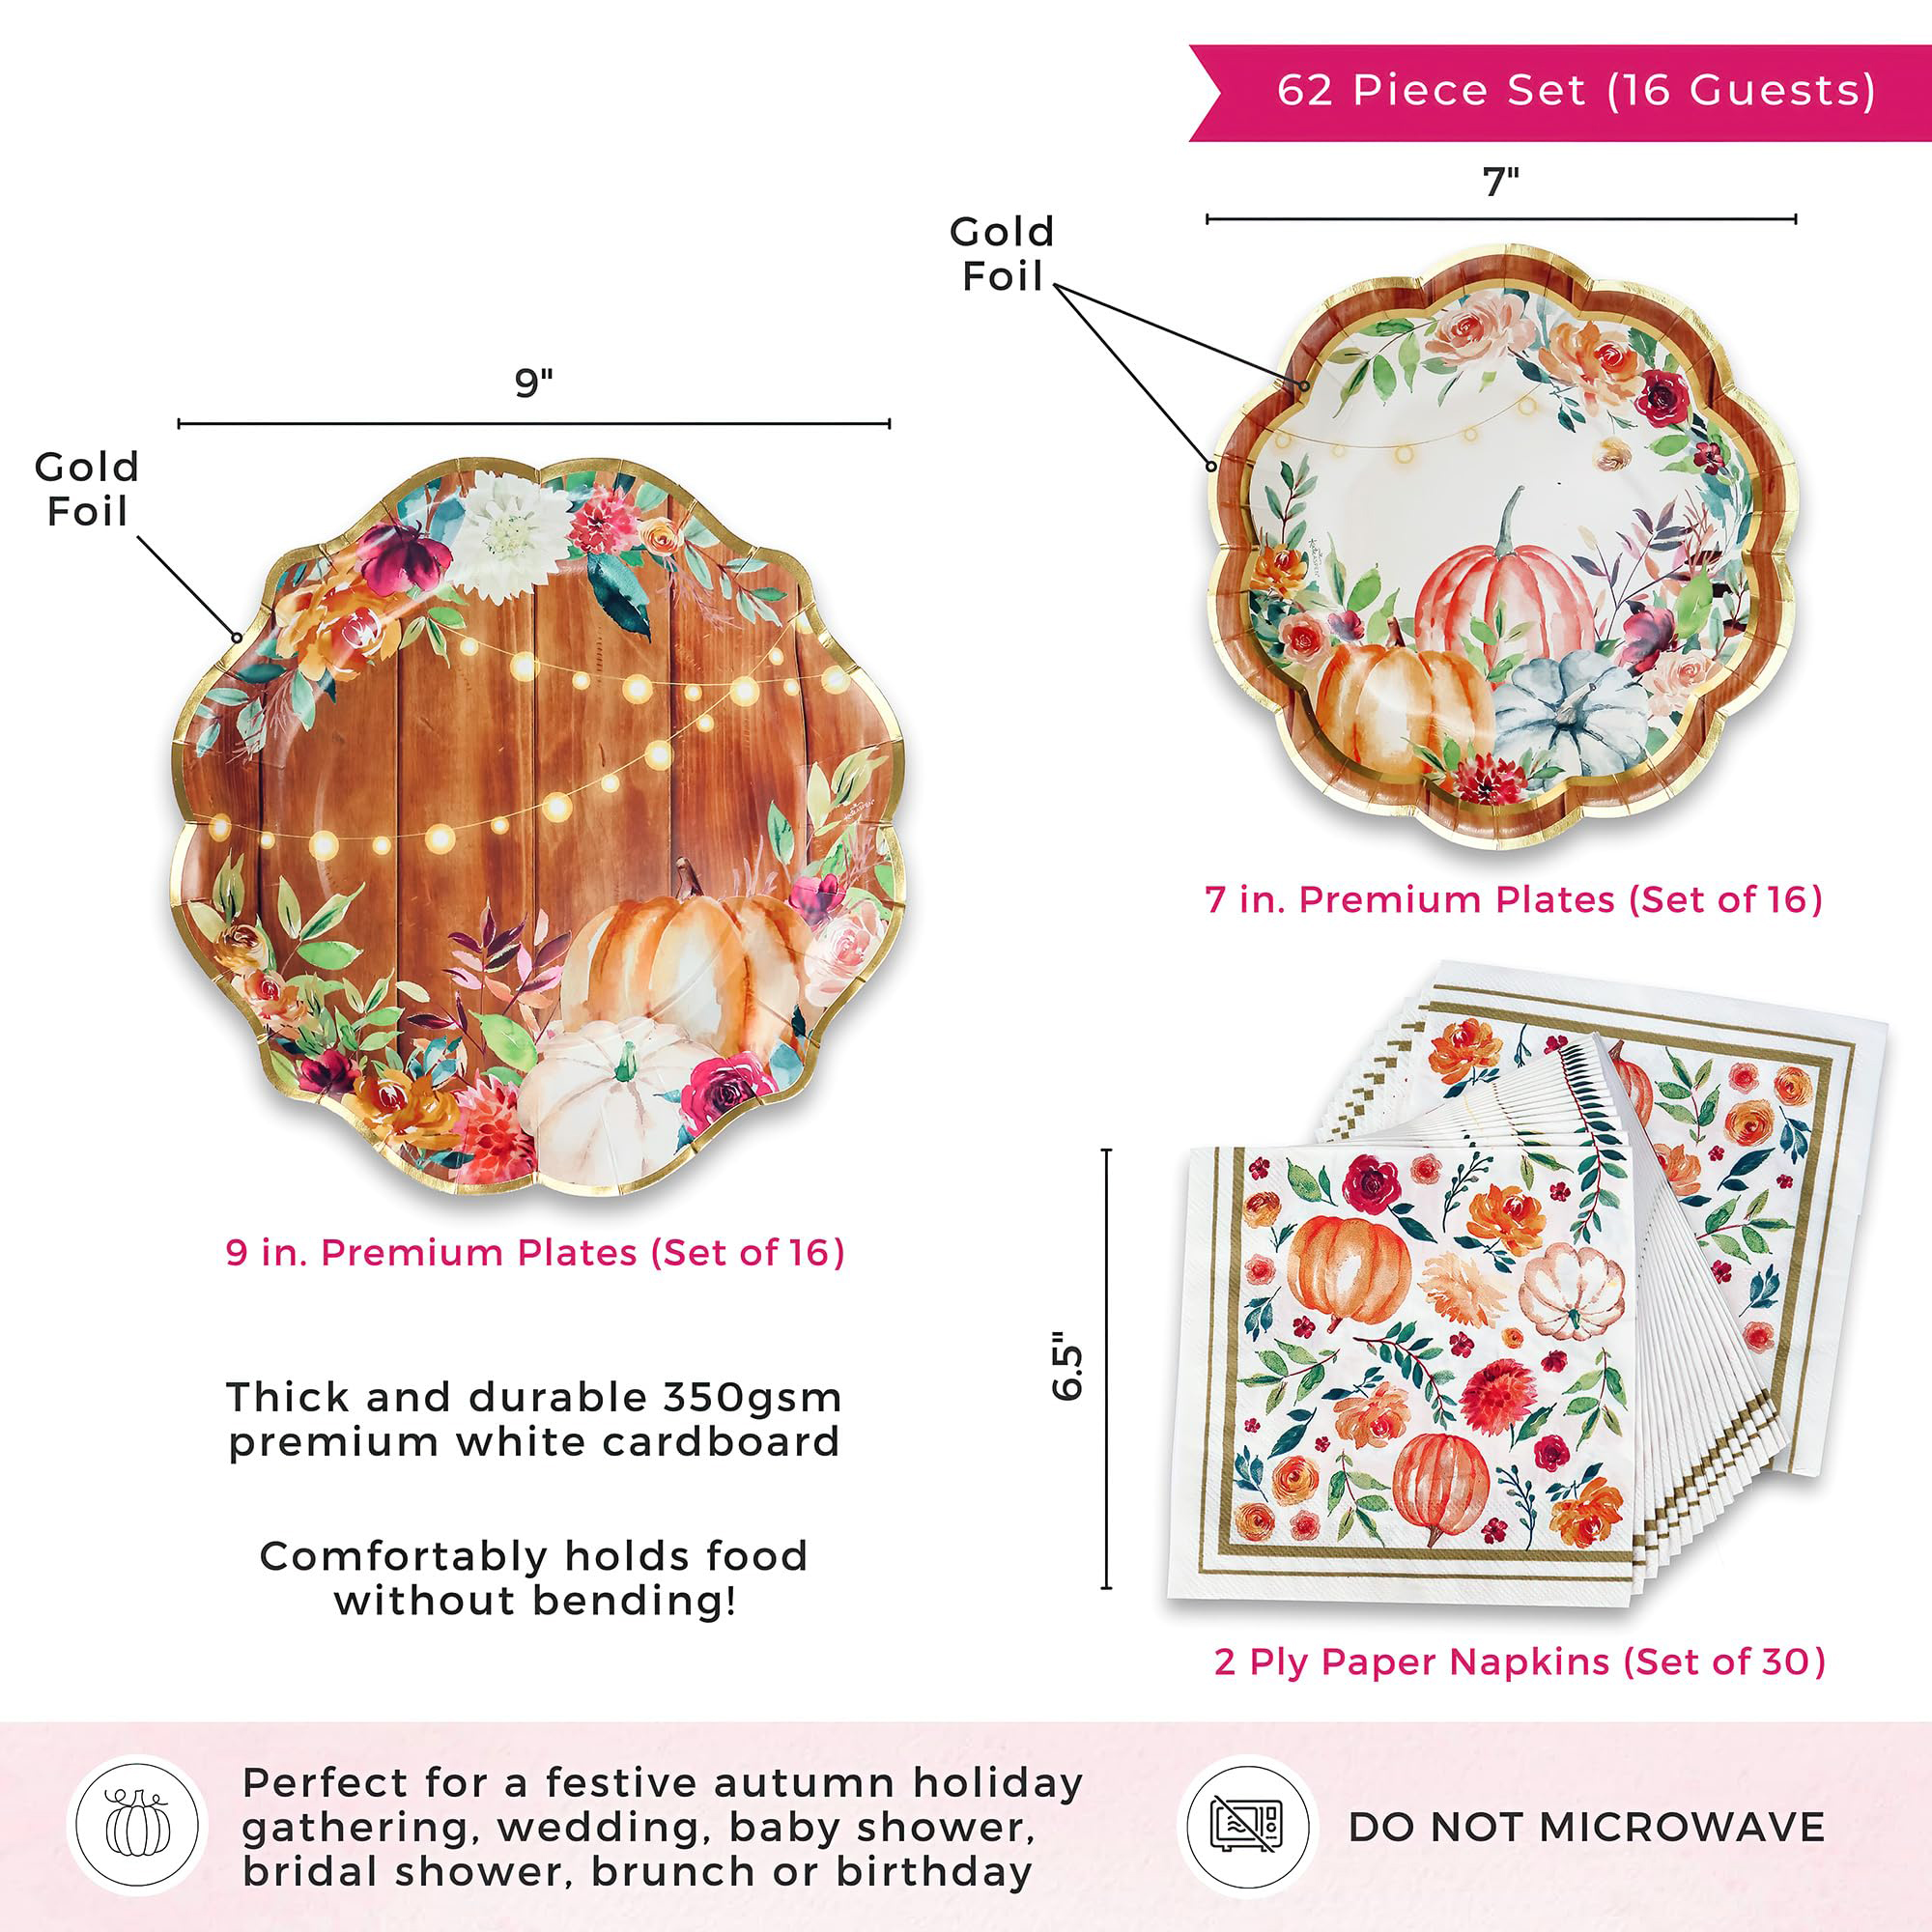 62 Piece Set (16 Guests)
7"
Gold
Foil
9"
Gold
Foil
7 in. Premium Plates (Set of 16)
9 in. Premium Plates (Set of 16)
6.5"
Thick and durable 350gsm
premium white cardboard
Comfortably holds food
without bending!
2 Ply Paper Napkins (Set of 30)
Perfect for a festive autumn holiday
gathering, wedding, baby shower,
bridal shower, brunch or birthday
DO NOT MICROWAVE